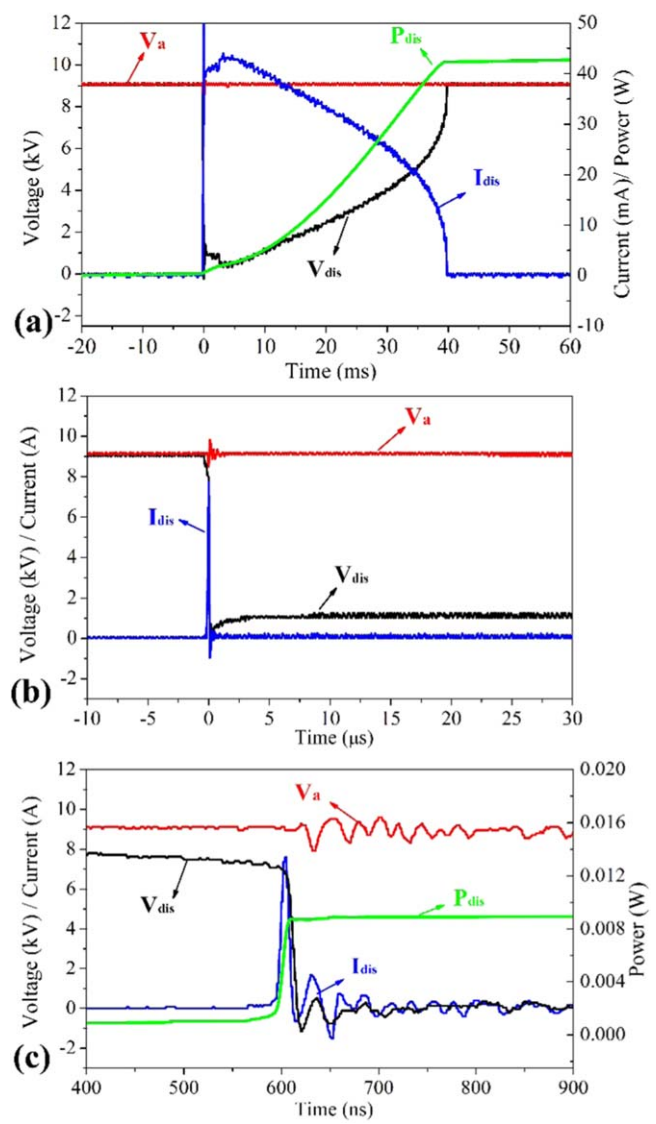 12
10
8
6
4
2
0
-2
Voltage (kV)
50
40
30
20
10
0
-10
Current (mA)/ Power (W)
Va
Pdis
Idis
Vdis
-20 -10 0 10 20 30 40 50 60
Time (ms)
(a)
12
10
8
6
4
2
0
-2
Voltage (kV) / Current (A)
Va
Idis
Vdis
-10 -5 0 5 10 15 20 25 30
Time (μs)
(b)
12
10
8
6
4
2
0
-2
Voltage (kV) / Current (A)
0.020
0.016
0.012
0.008
0.004
0.000
Power (W)
Va
Vdis
Pdis
Idis
400 500 600 700 800 900
Time (ns)
(c)